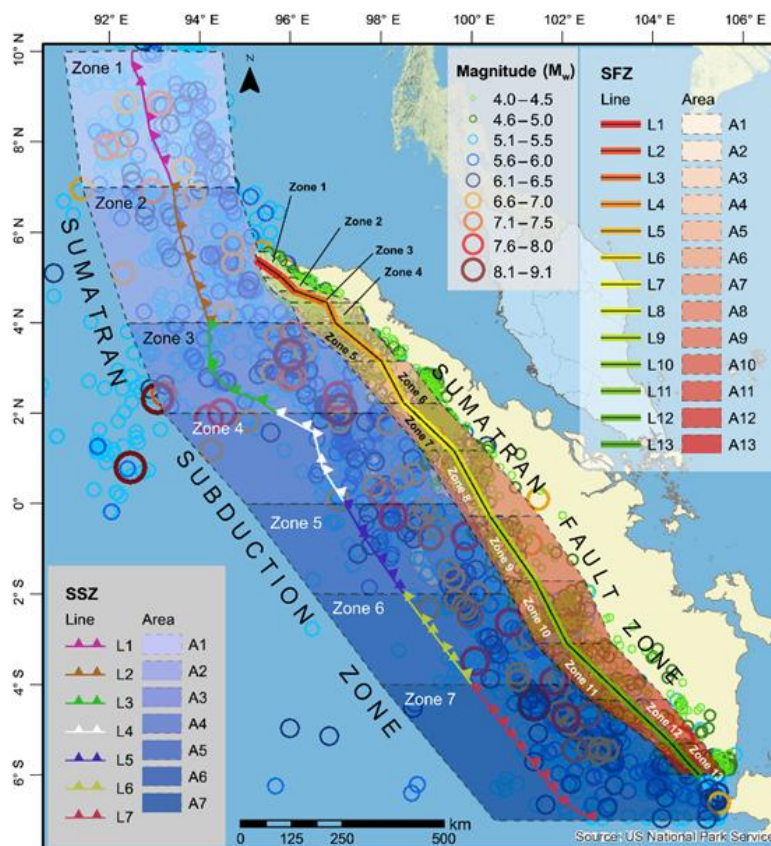 92° E 94° E 96° E 98° E 100° E 102° E 104° E 106° E
10° N
8° N
6° N
4° N
2° N
0° N
2° S
4° S
6° S
N
Zone 1
Zone 2
Zone 3
Zone 4
Zone 5
Zone 6
Zone 7
SUMATRAN SUBDUCTION ZONE
Zone 1
Zone 2
Zone 3
Zone 4
Zone 5
Zone 6
Zone 7
Zone 8
Zone 9
Zone 10
Zone 11
Zone 12
Zone 13
SUMATRAN FAULT ZONE
Magnitude (Mw)
4.0–4.5
4.6–5.0
5.1–5.5
5.6–6.0
6.1–6.5
6.6–7.0
7.1–7.5
7.6–8.0
8.1–9.1
SFZ
Line Area
L1 A1
L2 A2
L3 A3
L4 A4
L5 A5
L6 A6
L7 A7
L8 A8
L9 A9
L10 A10
L11 A11
L12 A12
L13 A13
SSZ
Line Area
L1 A1
L2 A2
L3 A3
L4 A4
L5 A5
L6 A6
L7 A7
km
0 125 250 500
Source: US National Park Service